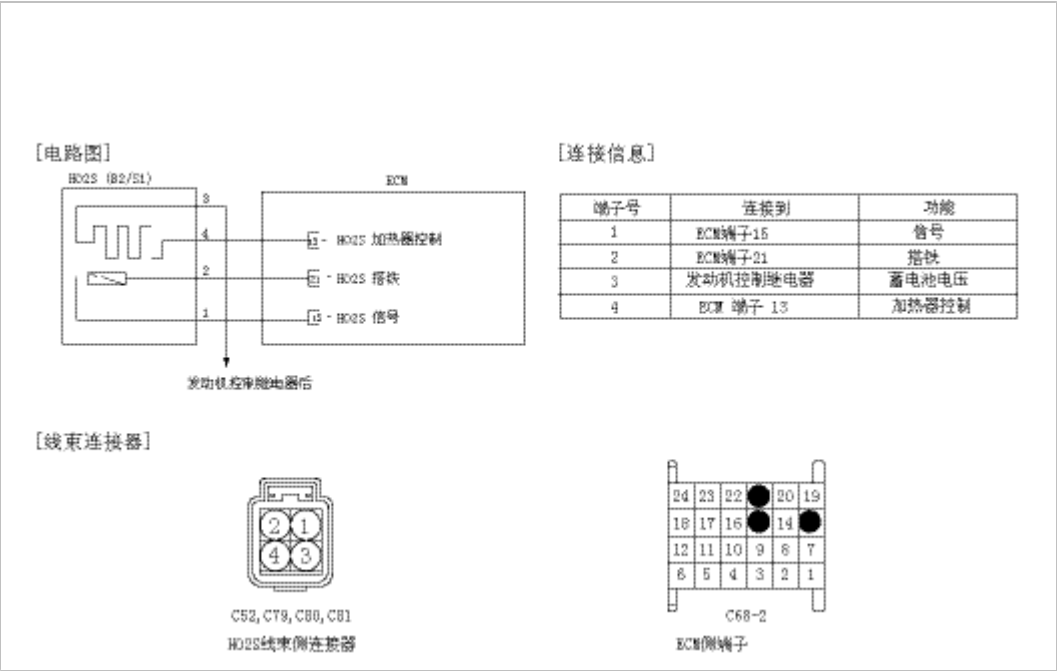 [电路图]
HO2S (B2/S1)
ECM
3
4
13 - HO2S 加热器控制
2
21 - HO2S 搭铁
1
15 - HO2S 信号
发动机控制继电器后
[连接信息]
端子号 连接到 功能
1 ECM端子15 信号
2 ECM端子21 搭铁
3 发动机控制继电器 蓄电池电压
4 ECM 端子 13 加热器控制
[线束连接器]
2 1
4 3
C52,C79,C80,C81
HO2S线束侧连接器
24 23 22 20 19
18 17 16 14
12 11 10 9 8 7
6 5 4 3 2 1
C68-2
ECM侧端子